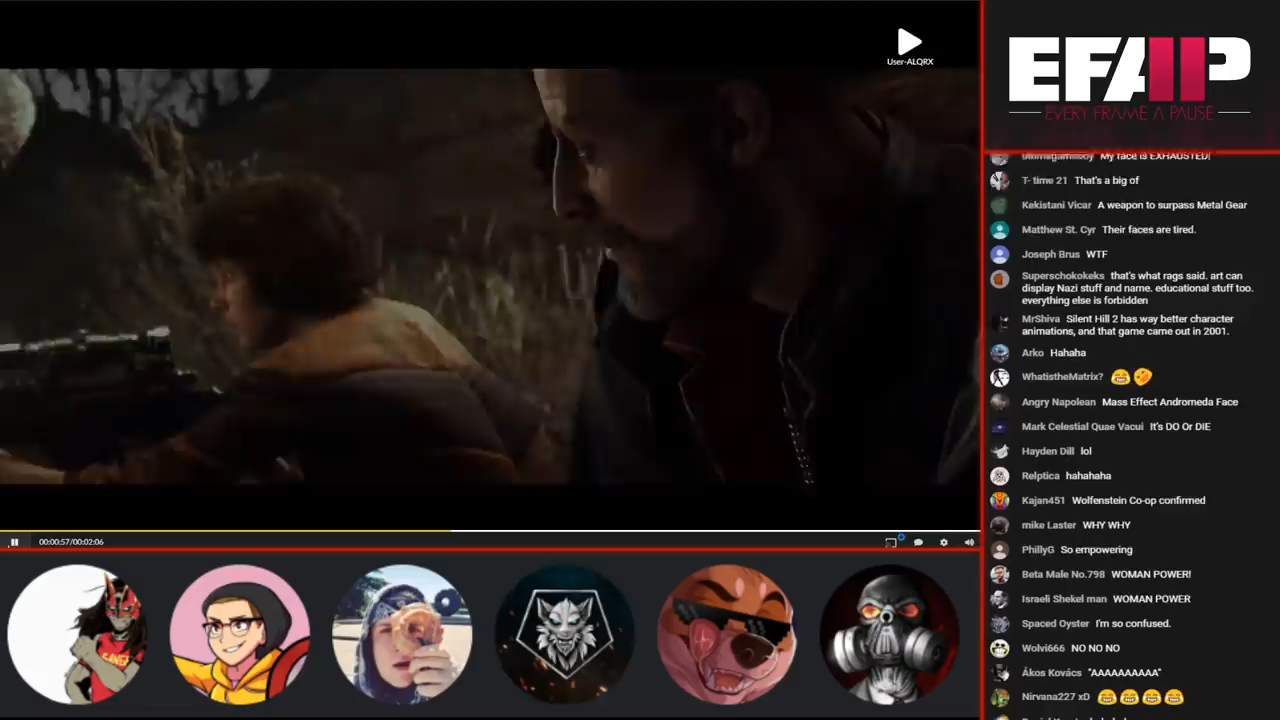 User-ALQRX
EFAP
EVERY FRAME A PAUSE
My face is EXHAUSTED!
T- time 21 That's a big of
Kekistani Vicar A weapon to surpass Metal Gear
Matthew St. Cyr Their faces are tired.
Joseph Brus WTF
Superschokokeks that's what rags said. art can
display Nazi stuff and name. educational stuff too.
everything else is forbidden
MrShiva Silent Hill 2 has way better character
animations, and that game came out in 2001.
Arko Hahaha
WhatistheMatrix? 😂🤣
Angry Napolean Mass Effect Andromeda Face
Mark Celestial Quae Vacui It's DO Or DIE
Hayden Dill lol
Relptica hahahaha
Kajan451 Wolfenstein Co-op confirmed
mike Laster WHY WHY
PhillyG So empowering
Beta Male No.798 WOMAN POWER!
Israeli Shekel man WOMAN POWER
Spaced Oyster I'm so confused.
Wolvi666 NO NO NO
Ákos Kovács "AAAAAAAAAA"
Nirvana227 xD 😂😂😂😂
00:00:57/00:02:06